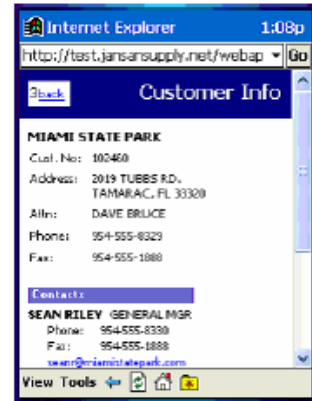 Internet Explorer 1:08p
http://test.jansansupply.net/webap Go
3back Customer Info
MIAMI STATE PARK
Cust. No: 102460
Address: 2019 TUBBS RD.
TAMARAC, FL 33320
Attn: DAVE BRUCE
Phone: 954-555-8329
Fax: 954-555-1888
Contacts
SEAN RILEY GENERAL MGR
Phone: 954-555-8330
Fax: 954-555-1888
seanr@miamistatepark.com
View Tools